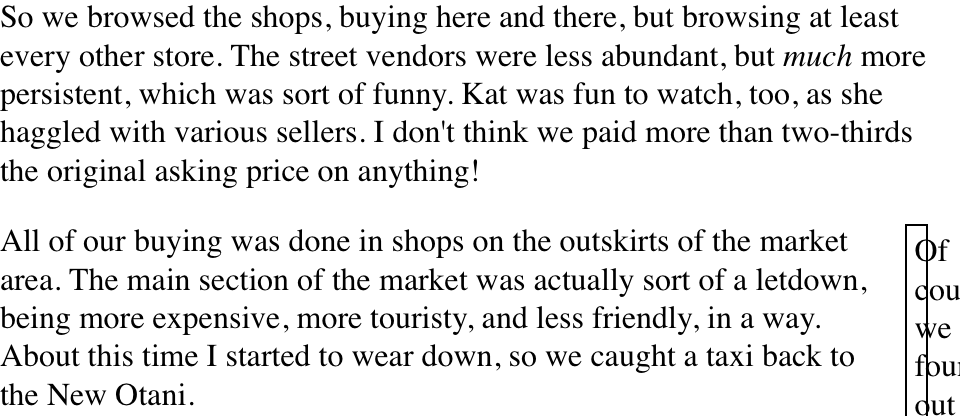 So we browsed the shops, buying here and there, but browsing at least
every other store. The street vendors were less abundant, but much more
persistent, which was sort of funny. Kat was fun to watch, too, as she
haggled with various sellers. I don't think we paid more than two-thirds
the original asking price on anything!
All of our buying was done in shops on the outskirts of the market
area. The main section of the market was actually sort of a letdown,
being more expensive, more touristy, and less friendly, in a way.
About this time I started to wear down, so we caught a taxi back to
the New Otani.
Of
we
out